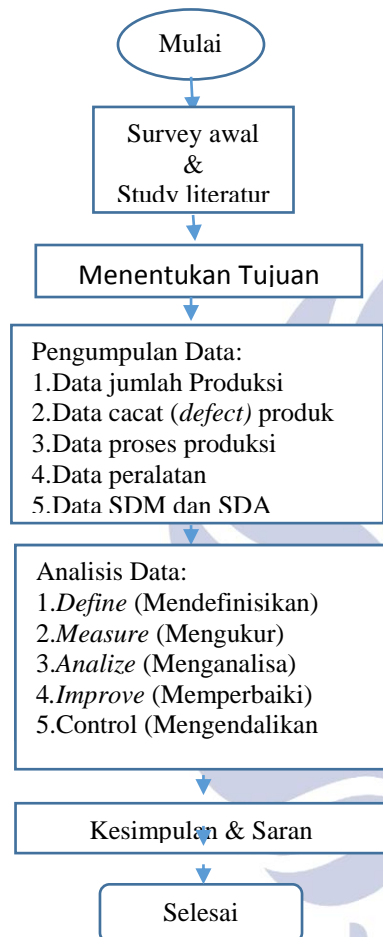 Mulai
Survey awal
&
Study literatur
Menentukan Tujuan
Pengumpulan Data:
1.Data jumlah Produksi
2.Data cacat (defect) produk
3.Data proses produksi
4.Data peralatan
5.Data SDM dan SDA
Analisis Data:
1.Define (Mendefinisikan)
2.Measure (Mengukur)
3.Analize (Menganalisa)
4.Improve (Memperbaiki)
5.Control (Mengendalikan
Kesimpulan & Saran
Selesai